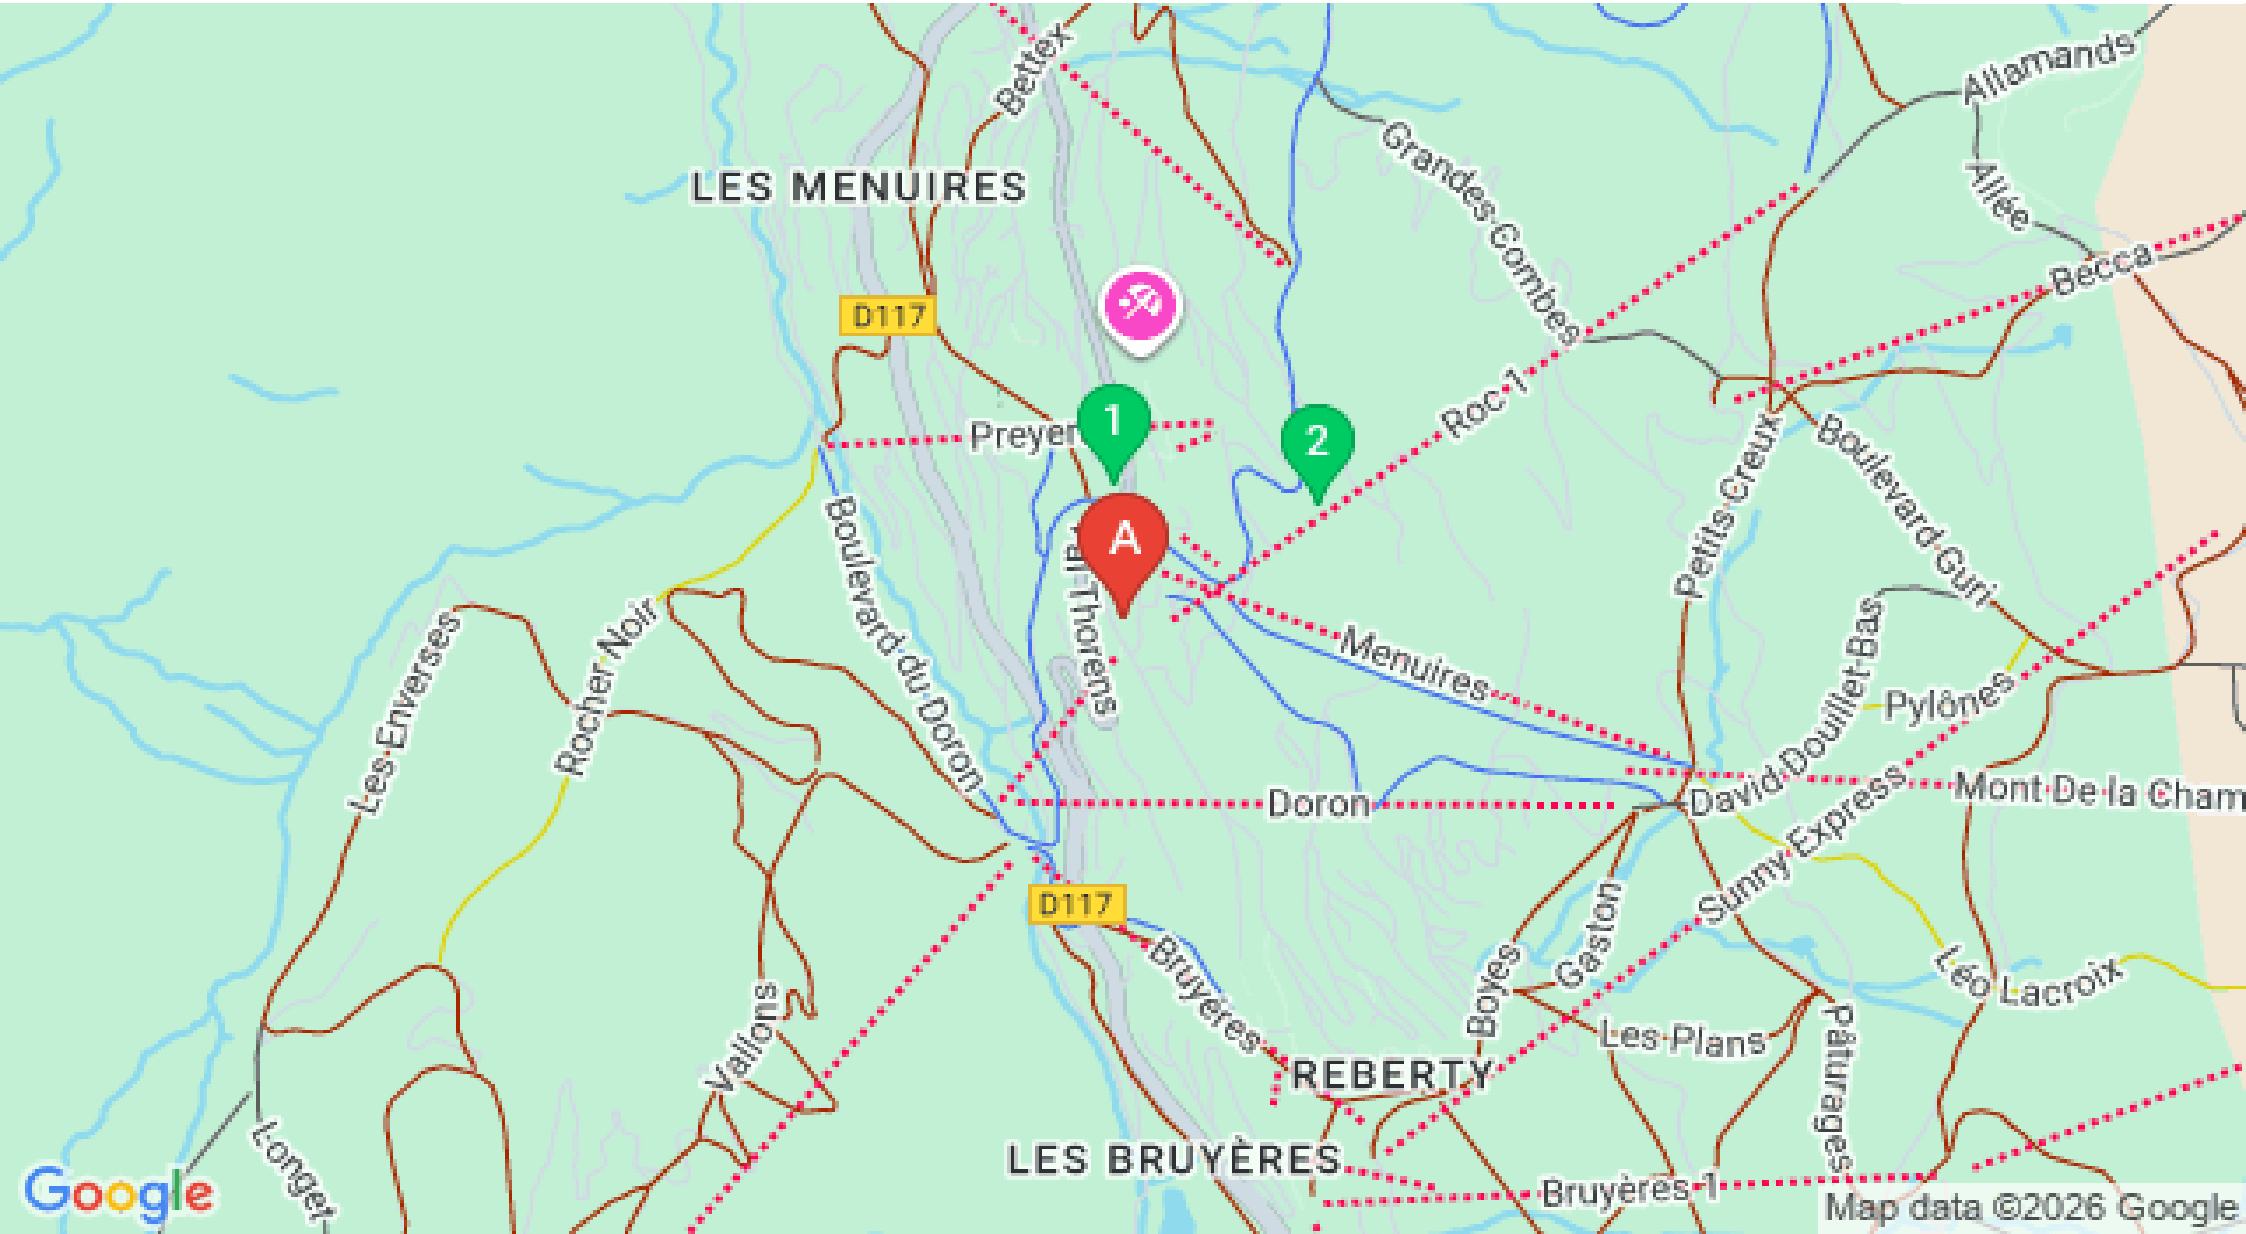 Bettex
Allamands
Grandes Combes
LES MENUIRES
Allée
Becca
D117
Roc 1
1
Preyer
2
Boulevard Guri
Petits Creux
A
Boulevard du Doron
Thorens
Les Enverses
Rocher Noir
Menuires
David Douillet Bas
Pylônes
Doron
Mont De la Cham
Sunny Express
D117
Gaston
Bruyères
Boyes
Léo Lacroix
Vallons
Les Plans
Pâturages
REBERTY
LES BRUYÈRES
Longet
Bruyères 1
Google
Map data ©2026 Google